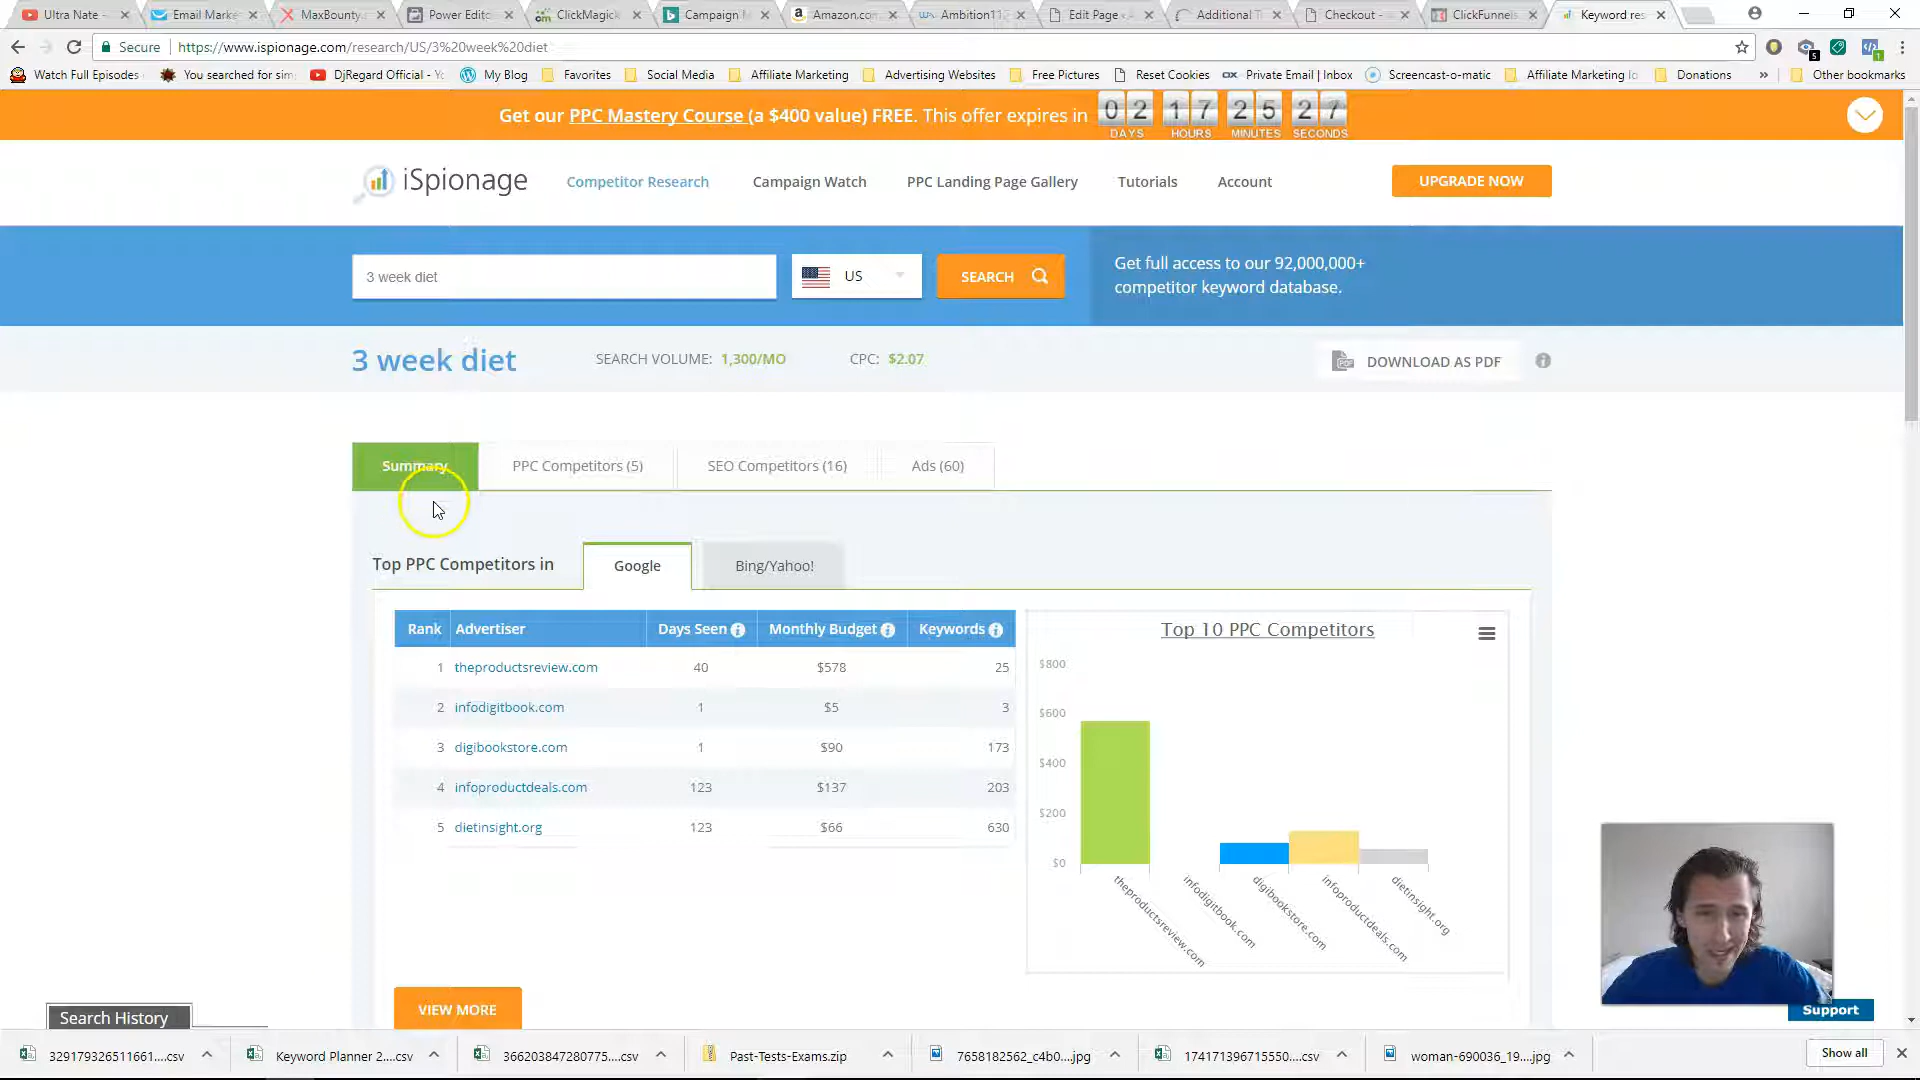 Ultra Nate -
Email Marke
MaxBounty.
Power Edito
ClickMagick
Campaign M
Amazon.com
Ambition112
Edit Page ‹
Additional T
Checkout -
ClickFunnels
Keyword res
Secure
https://www.ispionage.com/research/US/3%20week%20diet
Watch Full Episodes
You searched for sim
DjRegard Official - Yo
My Blog
Favorites
Social Media
Affiliate Marketing
Advertising Websites
Free Pictures
Reset Cookies
Private Email | Inbox
Screencast-o-matic
Affiliate Marketing Id
Donations
»
Other bookmarks
Get our PPC Mastery Course (a $400 value) FREE. This offer expires in
02 17 25 27
DAYS HOURS MINUTES SECONDS
iSpionage
Competitor Research
Campaign Watch
PPC Landing Page Gallery
Tutorials
Account
UPGRADE NOW
3 week diet
US
SEARCH
Get full access to our 92,000,000+
competitor keyword database.
3 week diet
SEARCH VOLUME: 1,300/MO
CPC: $2.07
DOWNLOAD AS PDF
Summary
PPC Competitors (5)
SEO Competitors (16)
Ads (60)
Top PPC Competitors in
Google
Bing/Yahoo!
Rank Advertiser Days Seen Monthly Budget Keywords
1 theproductsreview.com 40 $578 25
2 infodigitbook.com 1 $5 3
3 digibookstore.com 1 $90 173
4 infoproductdeals.com 123 $137 203
5 dietinsight.org 123 $66 630
Top 10 PPC Competitors
$800
$600
$400
$200
$0
theproductsreview.com
infodigitbook.com
digibookstore.com
infoproductdeals.com
dietinsight.org
VIEW MORE
Search History
Support
329179326511661....csv
Keyword Planner 2....csv
366203847280775....csv
Past-Tests-Exams.zip
7658182562_c4b0....jpg
174171396715550....csv
woman-690036_19....jpg
Show all